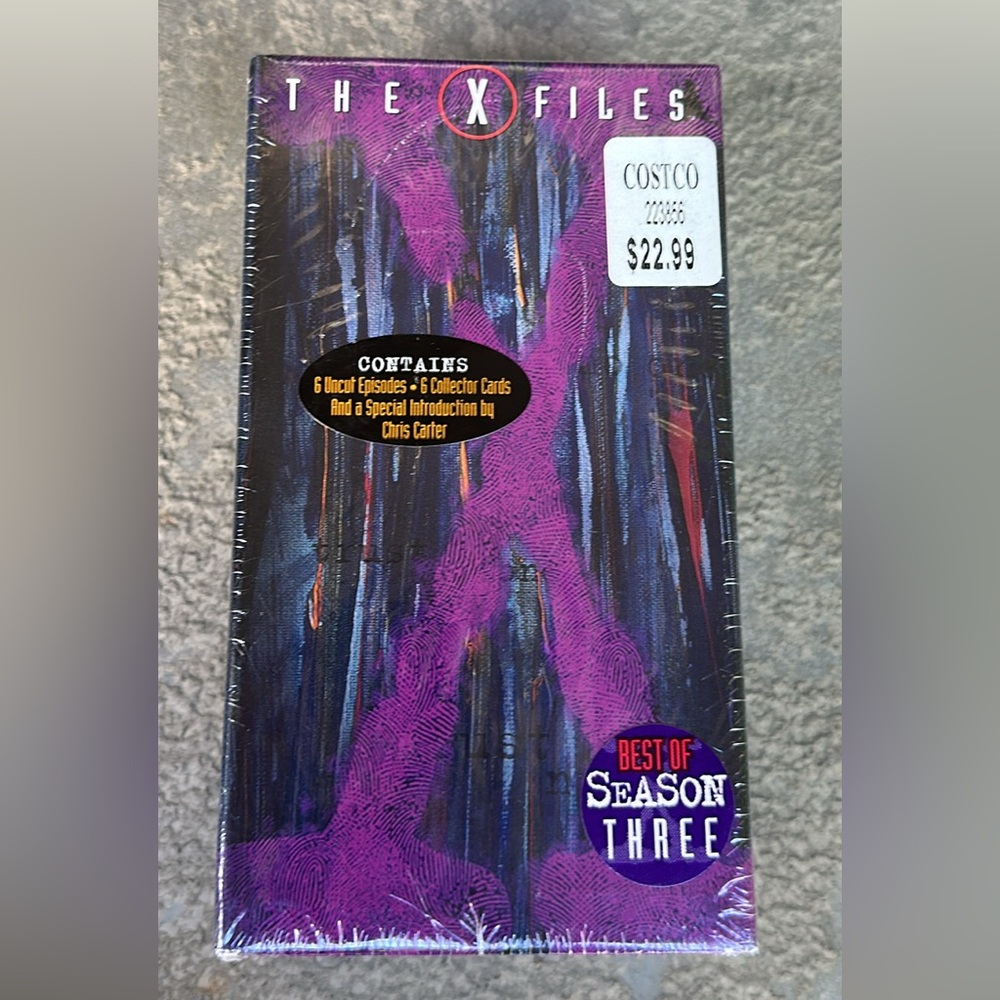 THE X FILES
COSTCO
223856
$22.99
CONTAINS
6 Uncut Episodes • 6 Collector Cards
And a Special Introduction by
Chris Carter
BEST OF
SEASON
THREE